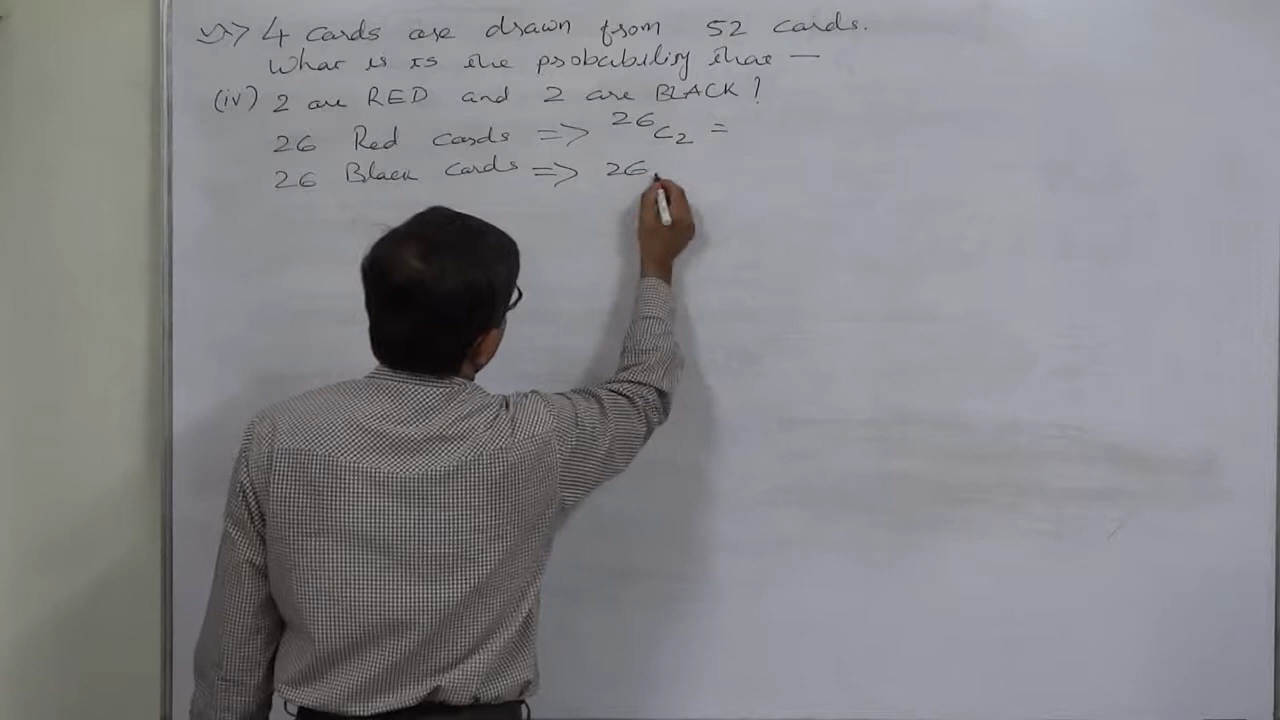 4 cards are drawn from 52 cards.
What is is the probability that —
(iv) 2 are RED and 2 are BLACK?
26 Red cards => ²⁶C₂ =
26 Black cards => 26